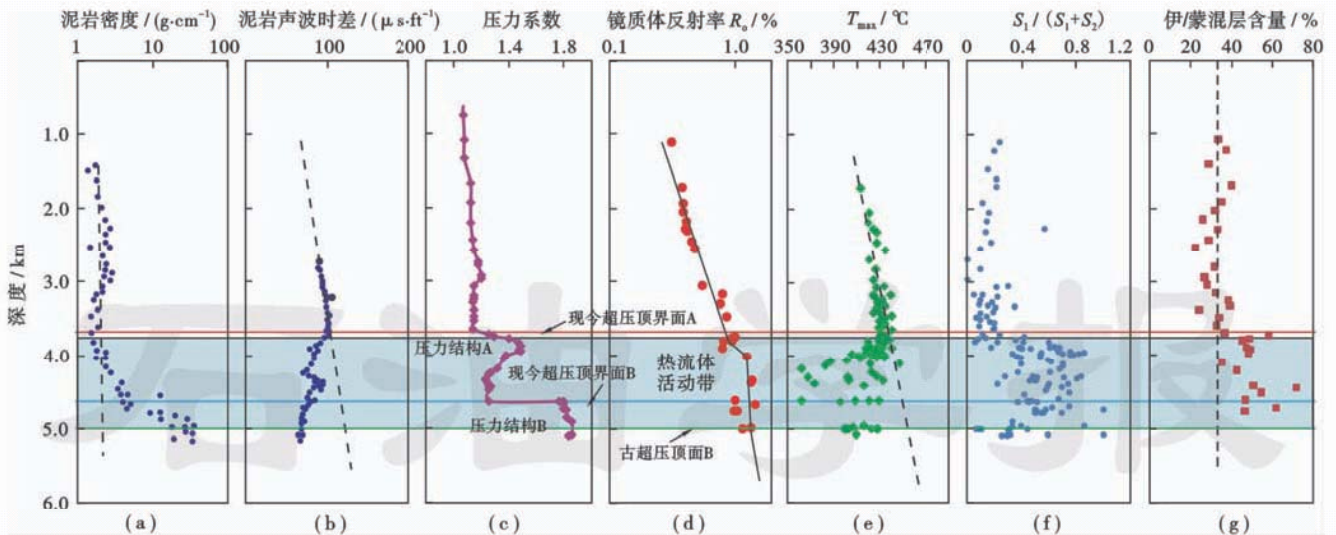 泥岩密度 / (g·cm⁻¹) 泥岩声波时差 / (μ s·ft⁻¹) 压力系数 镜质体反射率 Rₒ / % Tmax / ℃ S₁ / (S₁+S₂) 伊/蒙混层含量 / %
1 10 100 70 100 200 1.0 1.4 1.8 0.1 1.0 350 390 430 470 0 0.4 0.8 1.2 0 20 40 60 80
1.0
2.0
深度 / km
3.0
现今超压顶界面A
压力结构A
4.0
热流体
活动带
现今超压顶界面B
压力结构B
5.0
古超压顶面B
6.0
(a) (b) (c) (d) (e) (f) (g)
石油学报